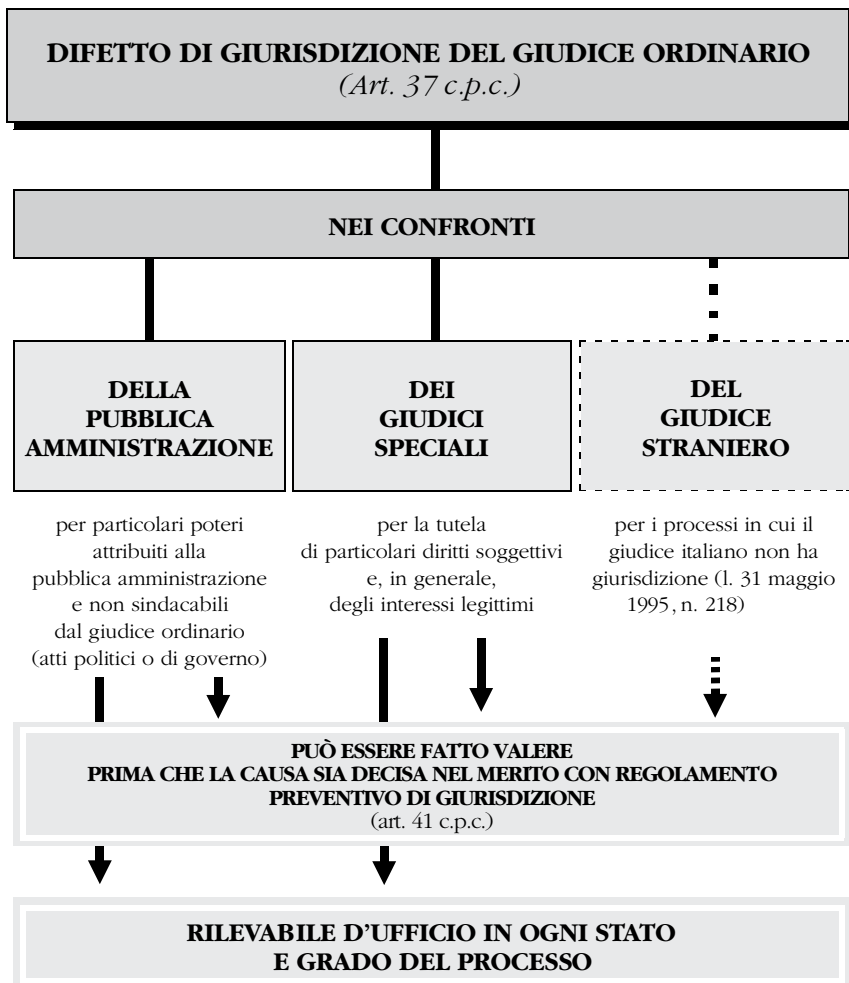 DIFETTO DI GIURISDIZIONE DEL GIUDICE ORDINARIO
(Art. 37 c.p.c.)
NEI CONFRONTI
DELLA
PUBBLICA
AMMINISTRAZIONE
per particolari poteri
attribuiti alla
pubblica amministrazione
e non sindacabili
dal giudice ordinario
(atti politici o di governo)
DEI
GIUDICI
SPECIALI
per la tutela
di particolari diritti soggettivi
e, in generale,
degli interessi legittimi
DEL
GIUDICE
STRANIERO
per i processi in cui il
giudice italiano non ha
giurisdizione (l. 31 maggio
1995, n. 218)
PUÒ ESSERE FATTO VALERE
PRIMA CHE LA CAUSA SIA DECISA NEL MERITO CON REGOLAMENTO
PREVENTIVO DI GIURISDIZIONE
(art. 41 c.p.c.)
RILEVABILE D'UFFICIO IN OGNI STATO
E GRADO DEL PROCESSO